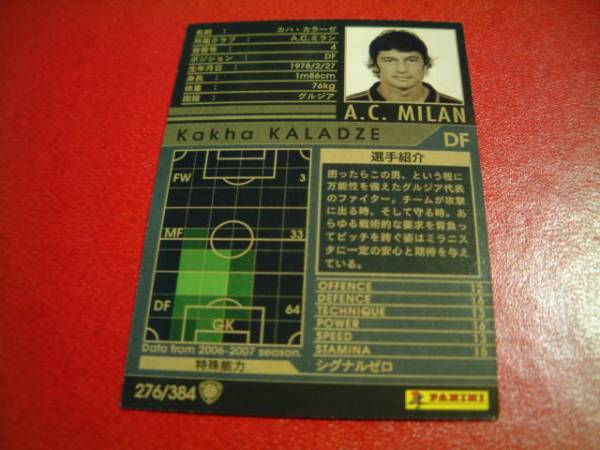 名前 : カハ・カラーゼ
所属クラブ : A.C.ミラン
背番号 : 4
ポジション : DF
生年月日 : 1978/2/27
身長 : 1m86cm
体重 : 76kg
国籍 : グルジア
A.C. MILAN
Kakha KALADZE DF
FW 3
MF 33
DF 64
GK
Data from 2006-2007 season.
選手紹介
困ったらこの男、という程に
万能性を備えたグルジア代表
のファイター。チームが攻撃
に出る時、そして守る時。あ
らゆる戦術的な要求を背負っ
てピッチを跨ぐ姿はミラニス
タに一定の安心と期待を与え
ている。
OFFENCE 12
DEFENCE 16
TECHNIQUE 13
POWER 16
SPEED 13
STAMINA 15
特殊能力 シグナルゼロ
276/384
PANINI